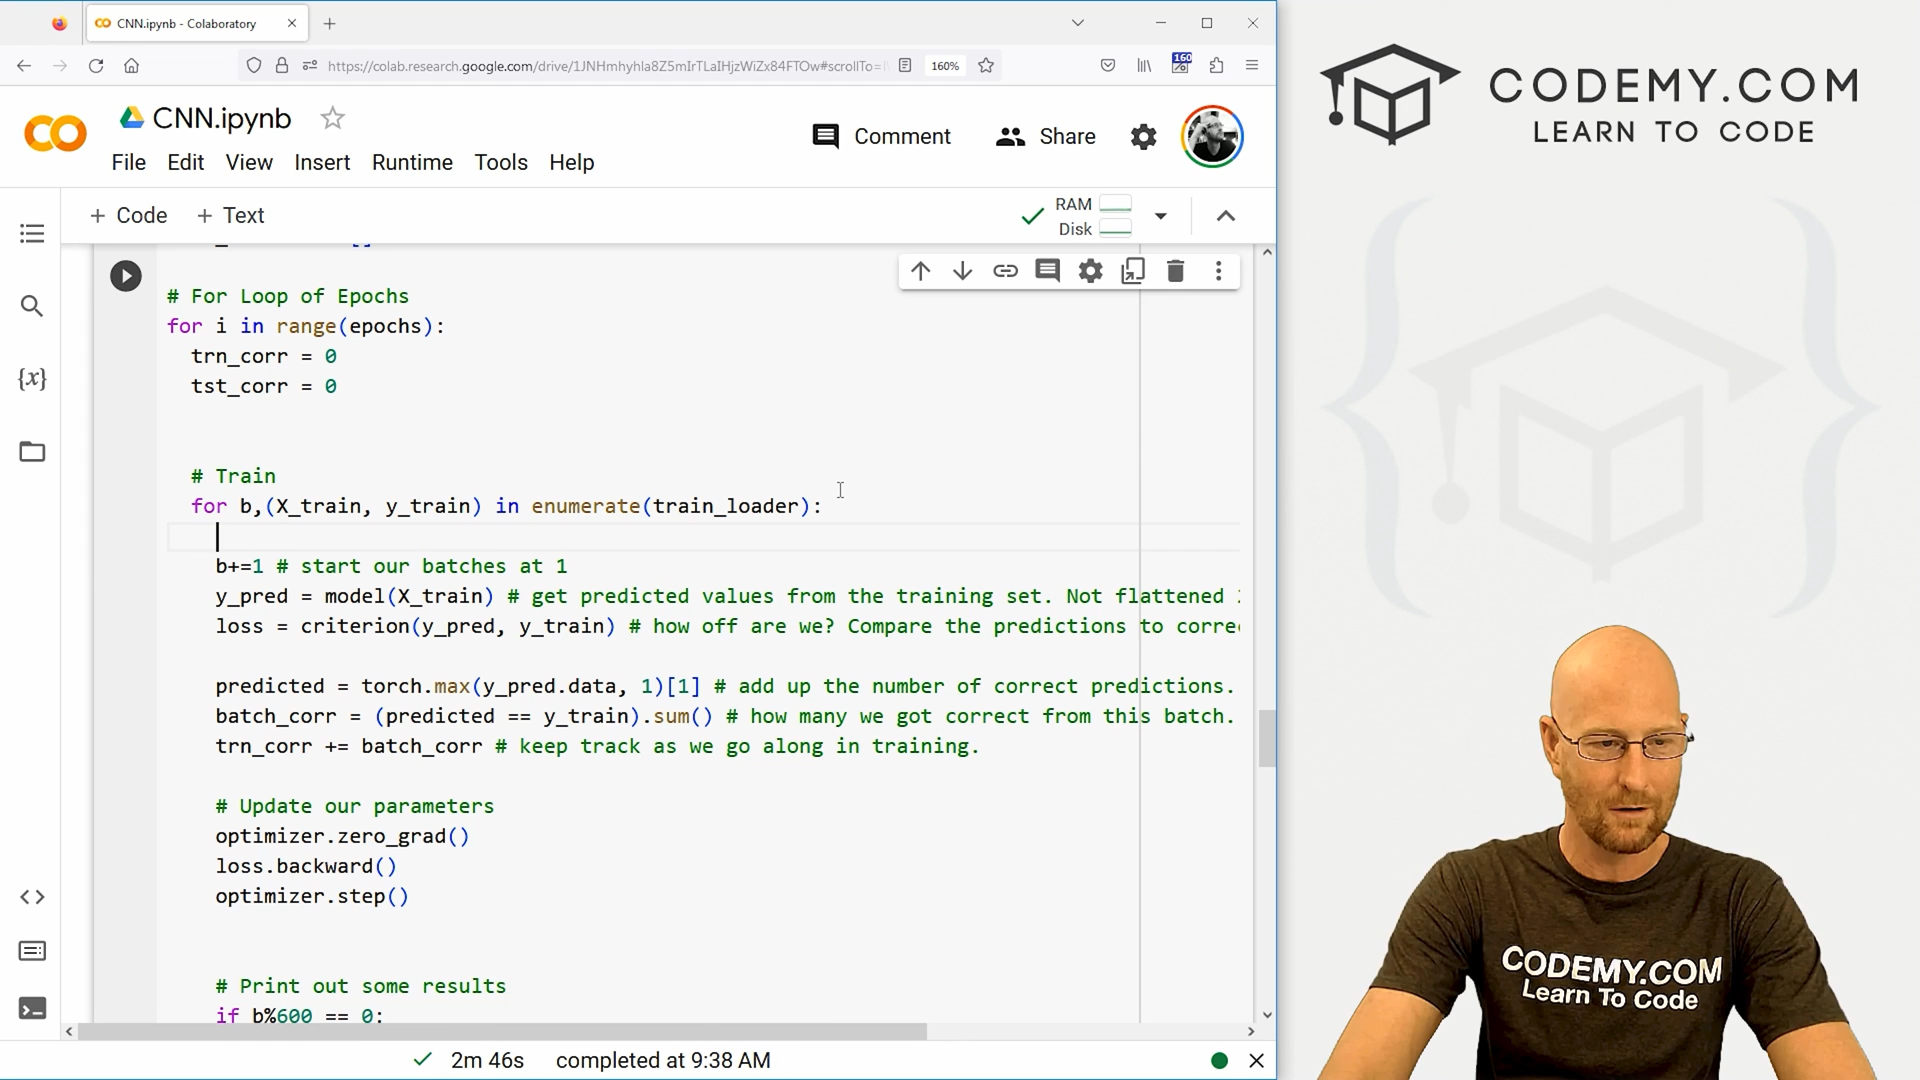 CNN.ipynb - Colaboratory
https://colab.research.google.com/drive/1JNHmhyhla8Z5mIrTLaIHjzWiZx84FTOw#scrollTo=
160%
160
CNN.ipynb
Comment
Share
File Edit View Insert Runtime Tools Help
+ Code + Text
RAM
Disk
# For Loop of Epochs
for i in range(epochs):
trn_corr = 0
tst_corr = 0
# Train
for b,(X_train, y_train) in enumerate(train_loader):
b+=1 # start our batches at 1
y_pred = model(X_train) # get predicted values from the training set. Not flattened
loss = criterion(y_pred, y_train) # how off are we? Compare the predictions to corre
predicted = torch.max(y_pred.data, 1)[1] # add up the number of correct predictions.
batch_corr = (predicted == y_train).sum() # how many we got correct from this batch.
trn_corr += batch_corr # keep track as we go along in training.
# Update our parameters
optimizer.zero_grad()
loss.backward()
optimizer.step()
# Print out some results
if b%600 == 0:
2m 46s completed at 9:38 AM
CODEMY.COM
LEARN TO CODE
CODEMY.COM
Learn To Code